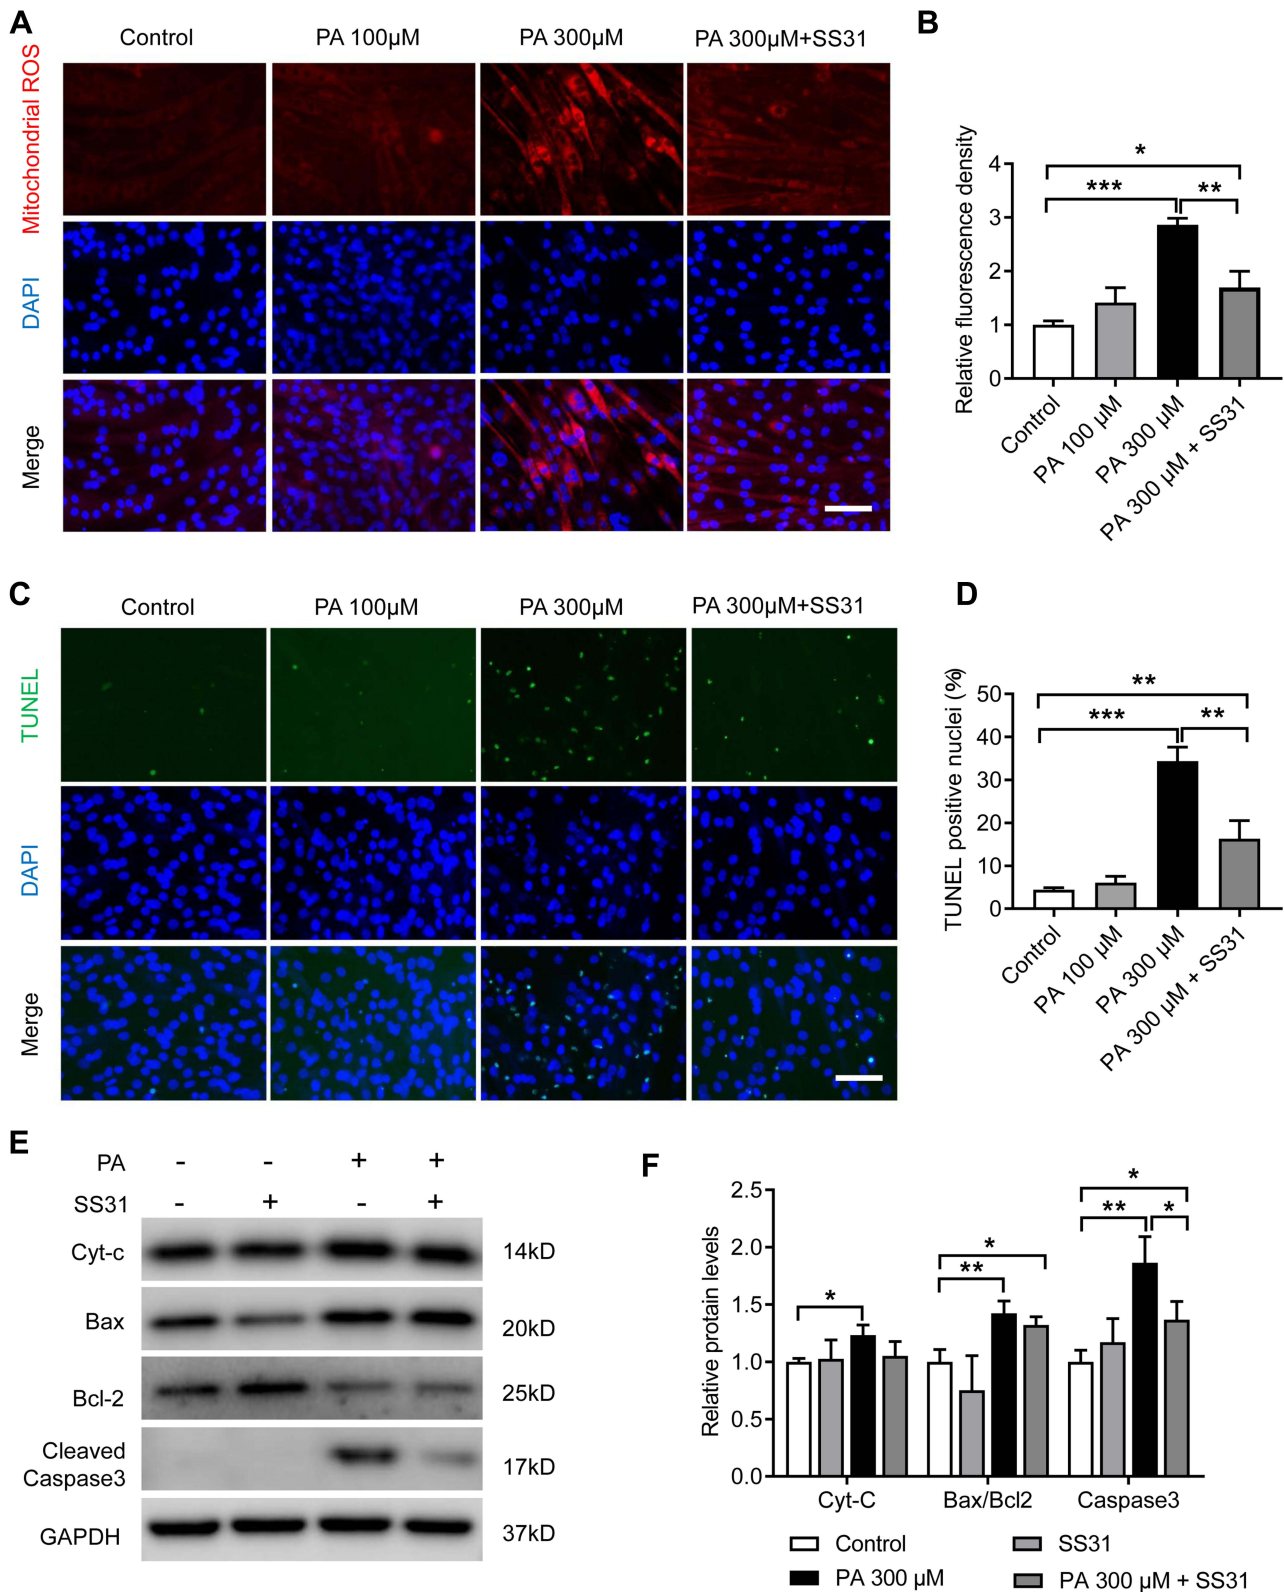 A
Control
PA 100μM
PA 300μM
PA 300μM+SS31
Mitochondrial ROS
DAPI
Merge
B
Relative fluorescence density
4
3
2
1
0
*
***
**
Control
PA 100 μM
PA 300 μM
PA 300 μM + SS31
C
Control
PA 100μM
PA 300μM
PA 300μM+SS31
TUNEL
DAPI
Merge
D
TUNEL positive nuclei (%)
50
40
30
20
10
0
**
***
**
Control
PA 100 μM
PA 300 μM
PA 300 μM + SS31
E
PA - - + +
SS31 - + - +
Cyt-c 14kD
Bax 20kD
Bcl-2 25kD
Cleaved
Caspase3 17kD
GAPDH 37kD
F
Relative protain levels
2.5
2.0
1.5
1.0
0.5
0.0
*
*
**
*
**
*
Cyt-C Bax/Bcl2 Caspase3
Control SS31
PA 300 μM PA 300 μM + SS31